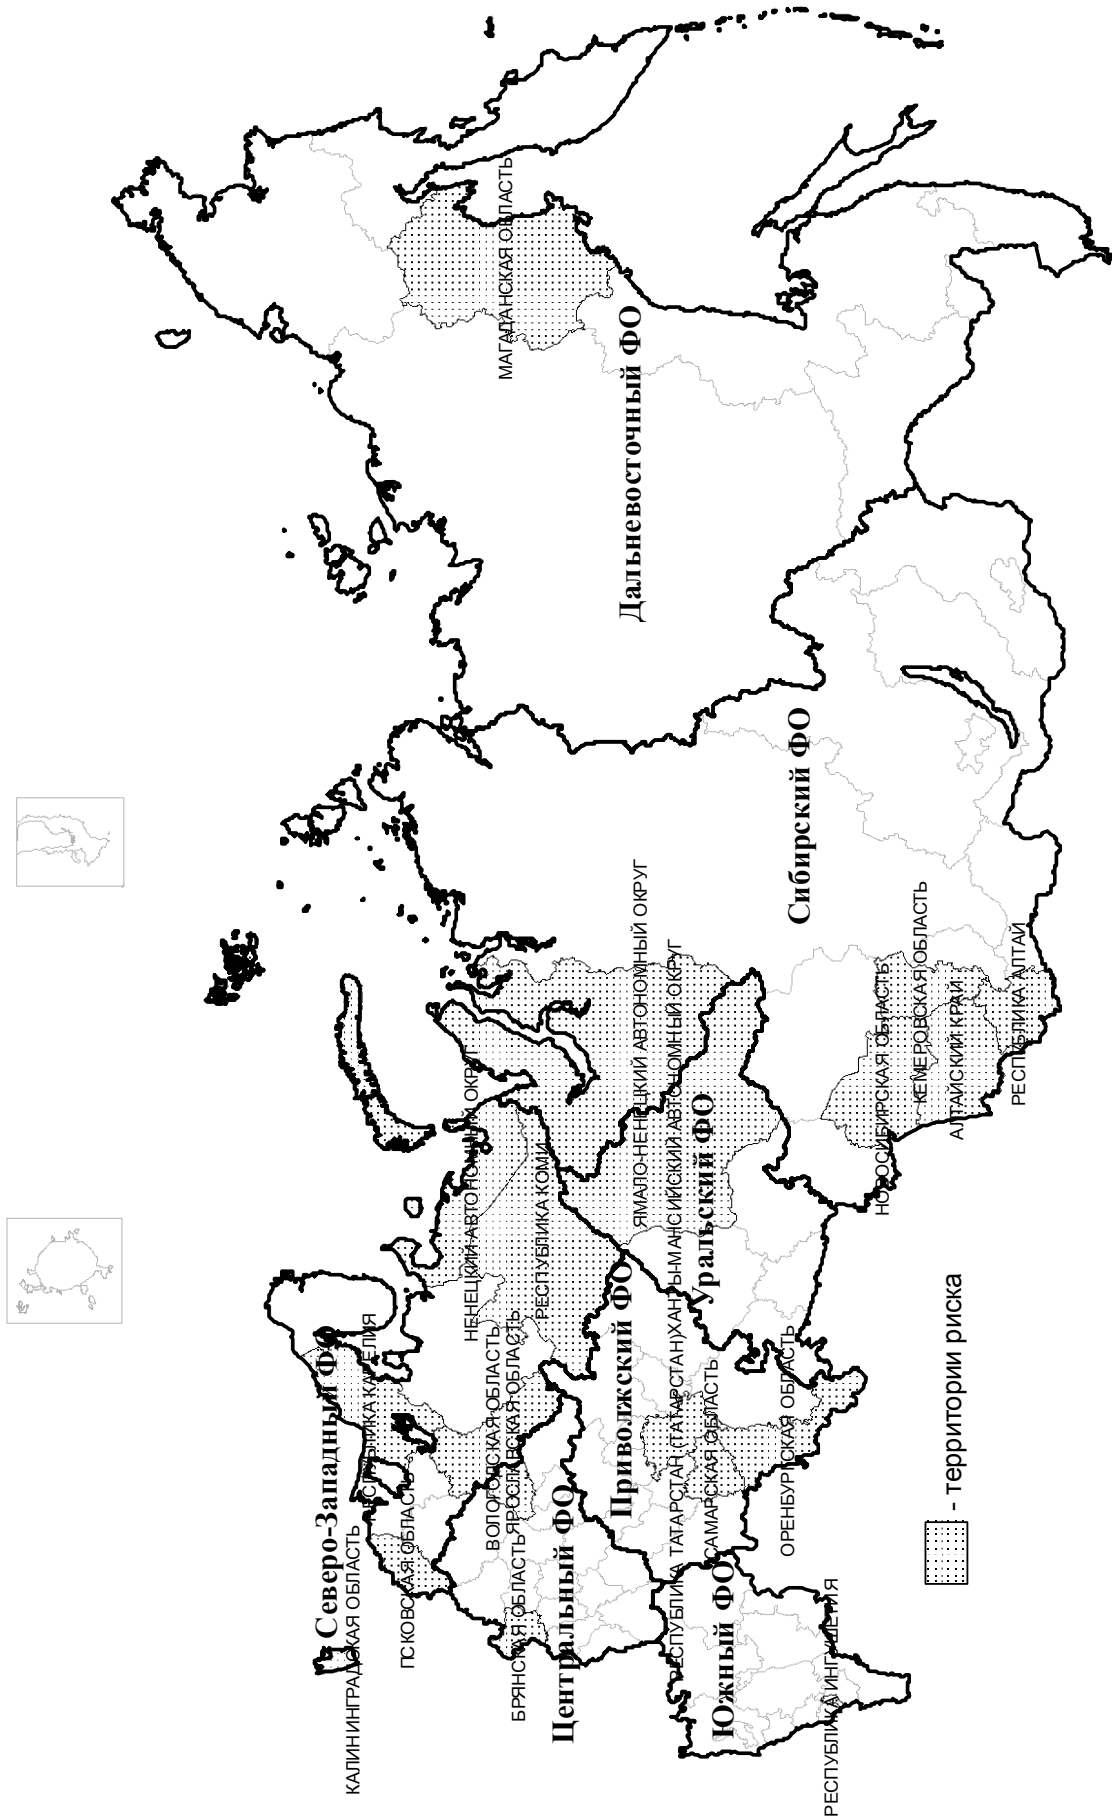 КАЛИНИНГРАДСКАЯ ОБЛАСТЬ
Северо-Западный ФО
РЕСПУБЛИКА КАРЕЛИЯ
ПСКОВСКАЯ ОБЛАСТЬ
НЕНЕЦКИЙ АВТОНОМНЫЙ ОКРУГ
ВОЛОГОДСКАЯ ОБЛАСТЬ
ЯРОСЛАВСКАЯ ОБЛАСТЬ
БРЯНСКАЯ ОБЛАСТЬ
РЕСПУБЛИКА КОМИ
Центральный ФО
МАГАДАНСКАЯ ОБЛАСТЬ
Приволжский ФО
Дальневосточный ФО
ЯМАЛО-НЕНЕЦКИЙ АВТОНОМНЫЙ ОКРУГ
РЕСПУБЛИКА ТАТАРСТАН (ТАТАРСТАН)
ХАНТЫ-МАНСИЙСКИЙ АВТОНОМНЫЙ ОКРУГ
Уральский ФО
САМАРСКАЯ ОБЛАСТЬ
Южный ФО
ОРЕНБУРГСКАЯ ОБЛАСТЬ
Сибирский ФО
РЕСПУБЛИКА ИНГУШЕТИЯ
НОВОСИБИРСКАЯ ОБЛАСТЬ
КЕМЕРОВСКАЯ ОБЛАСТЬ
АЛТАЙСКИЙ КРАЙ
РЕСПУБЛИКА АЛТАЙ
- территории риска